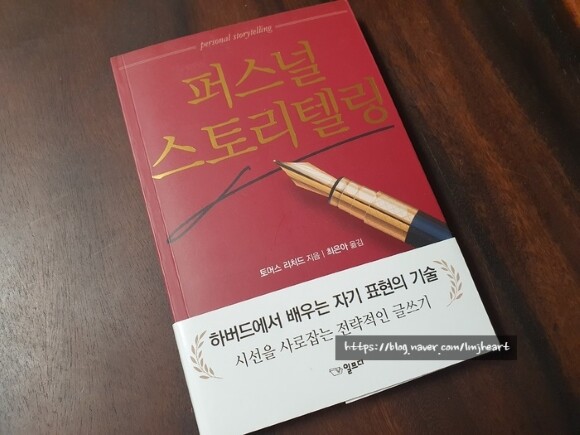 personal storytelling
퍼스널
스토리텔링
토머스 리처드 지음 | 최은아 옮김
하버드에서 배우는 자기 표현의 기술
시선을 사로잡는 전략적인 글쓰기
https://blog.naver.com/lmjheart